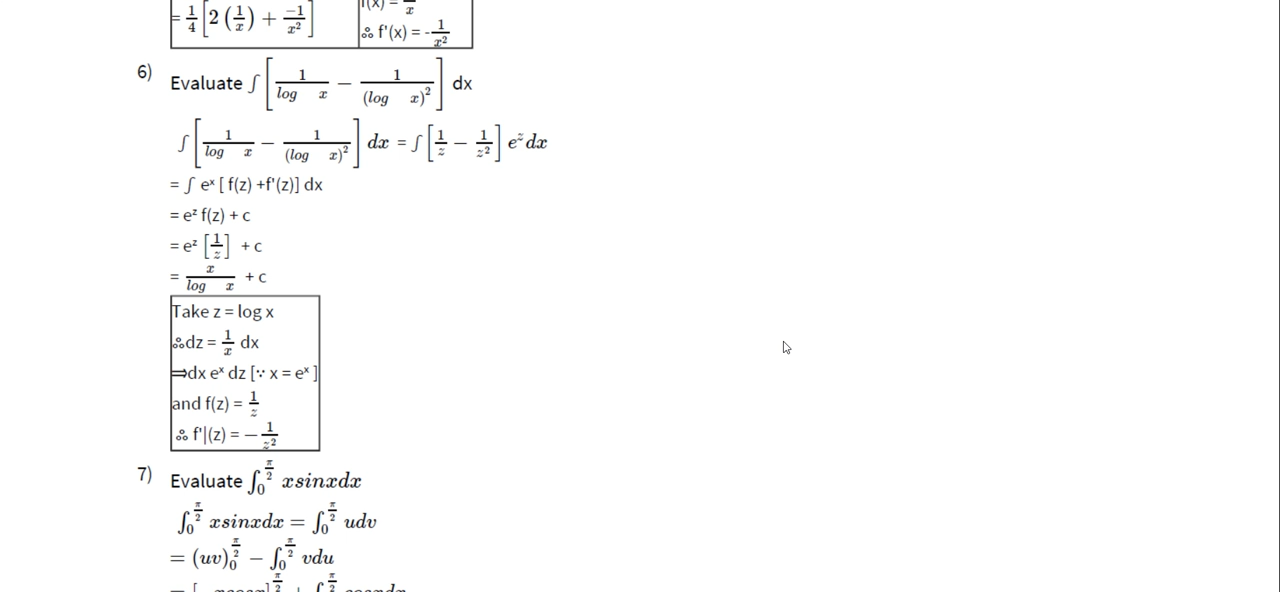 = 1/4 [2 (1/x) + -1/x²]
f(x) = x
∴ f'(x) = - 1/x²
6) Evaluate ∫ [1/(log x) − 1/(log x)²] dx
∫ [1/(log x) − 1/(log x)²] dx = ∫ [1/z − 1/z²] eᶻdx
= ∫ eˣ [ f(z) +f'(z)] dx
= eᶻ f(z) + c
= eᶻ [1/z] + c
= x/(log x) + c
Take z = log x
∴dz = 1/x dx
⇒dx eˣ dz [∵ x = eˣ ]
and f(z) = 1/z
∴ f'|(z) = − 1/z²
7) Evaluate ∫₀^(π/2) xsinxdx
∫₀^(π/2) xsinxdx = ∫₀^(π/2) udv
= (uv)₀^(π/2) − ∫₀^(π/2) vdu